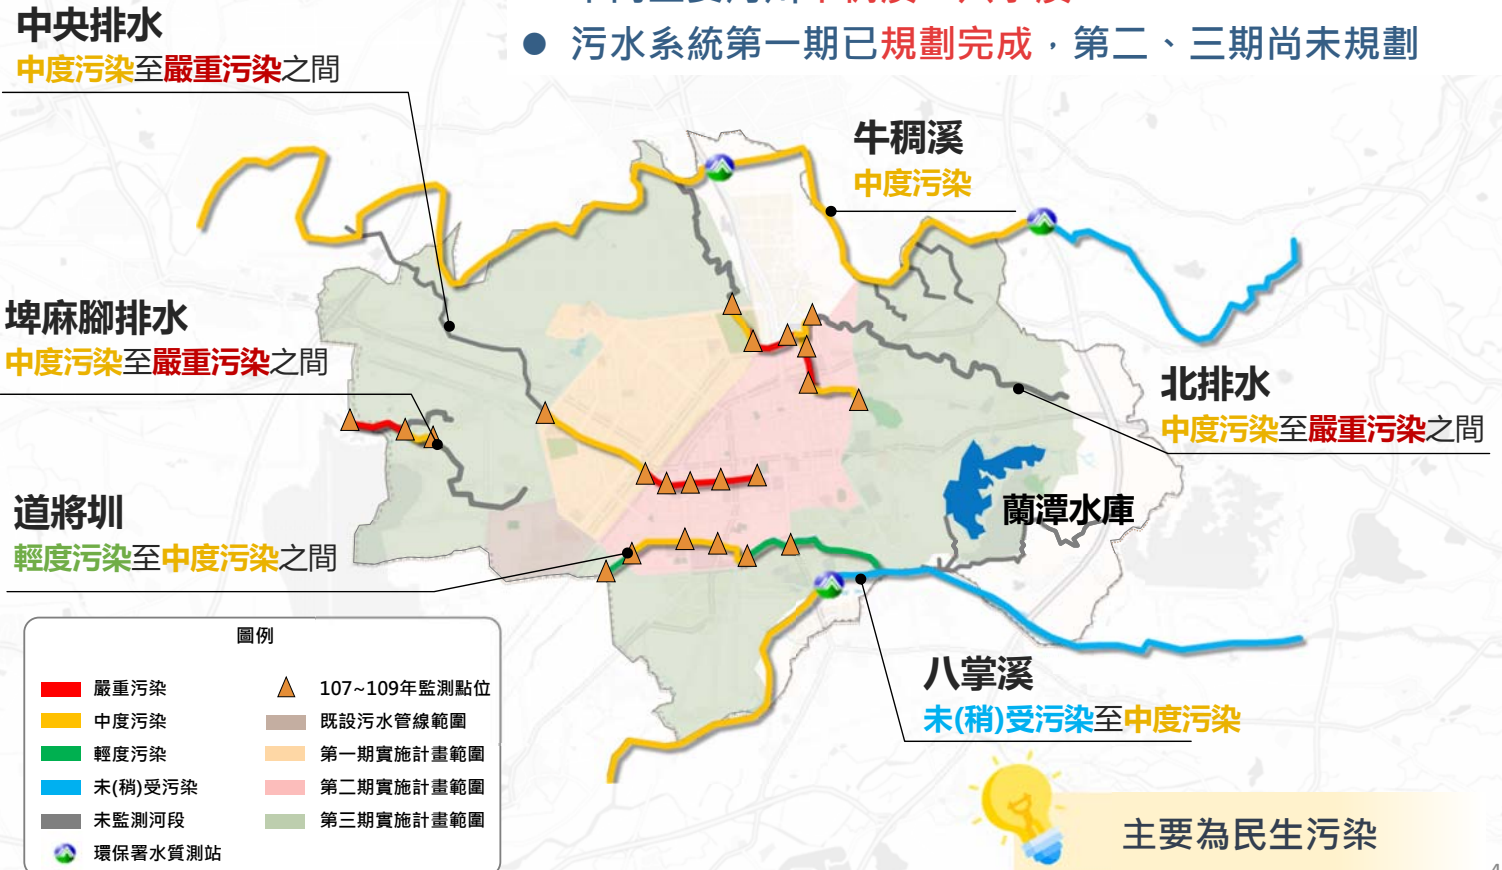 中央排水
中度污染至嚴重污染之間
● 污水系統第一期已規劃完成，第二、三期尚未規劃
牛稠溪
中度污染
埤麻腳排水
中度污染至嚴重污染之間
北排水
中度污染至嚴重污染之間
道將圳
輕度污染至中度污染之間
蘭潭水庫
八掌溪
未(稍)受污染至中度污染
圖例
嚴重污染
中度污染
輕度污染
未(稍)受污染
未監測河段
環保署水質測站
107~109年監測點位
既設污水管線範圍
第一期實施計畫範圍
第二期實施計畫範圍
第三期實施計畫範圍
主要為民生污染